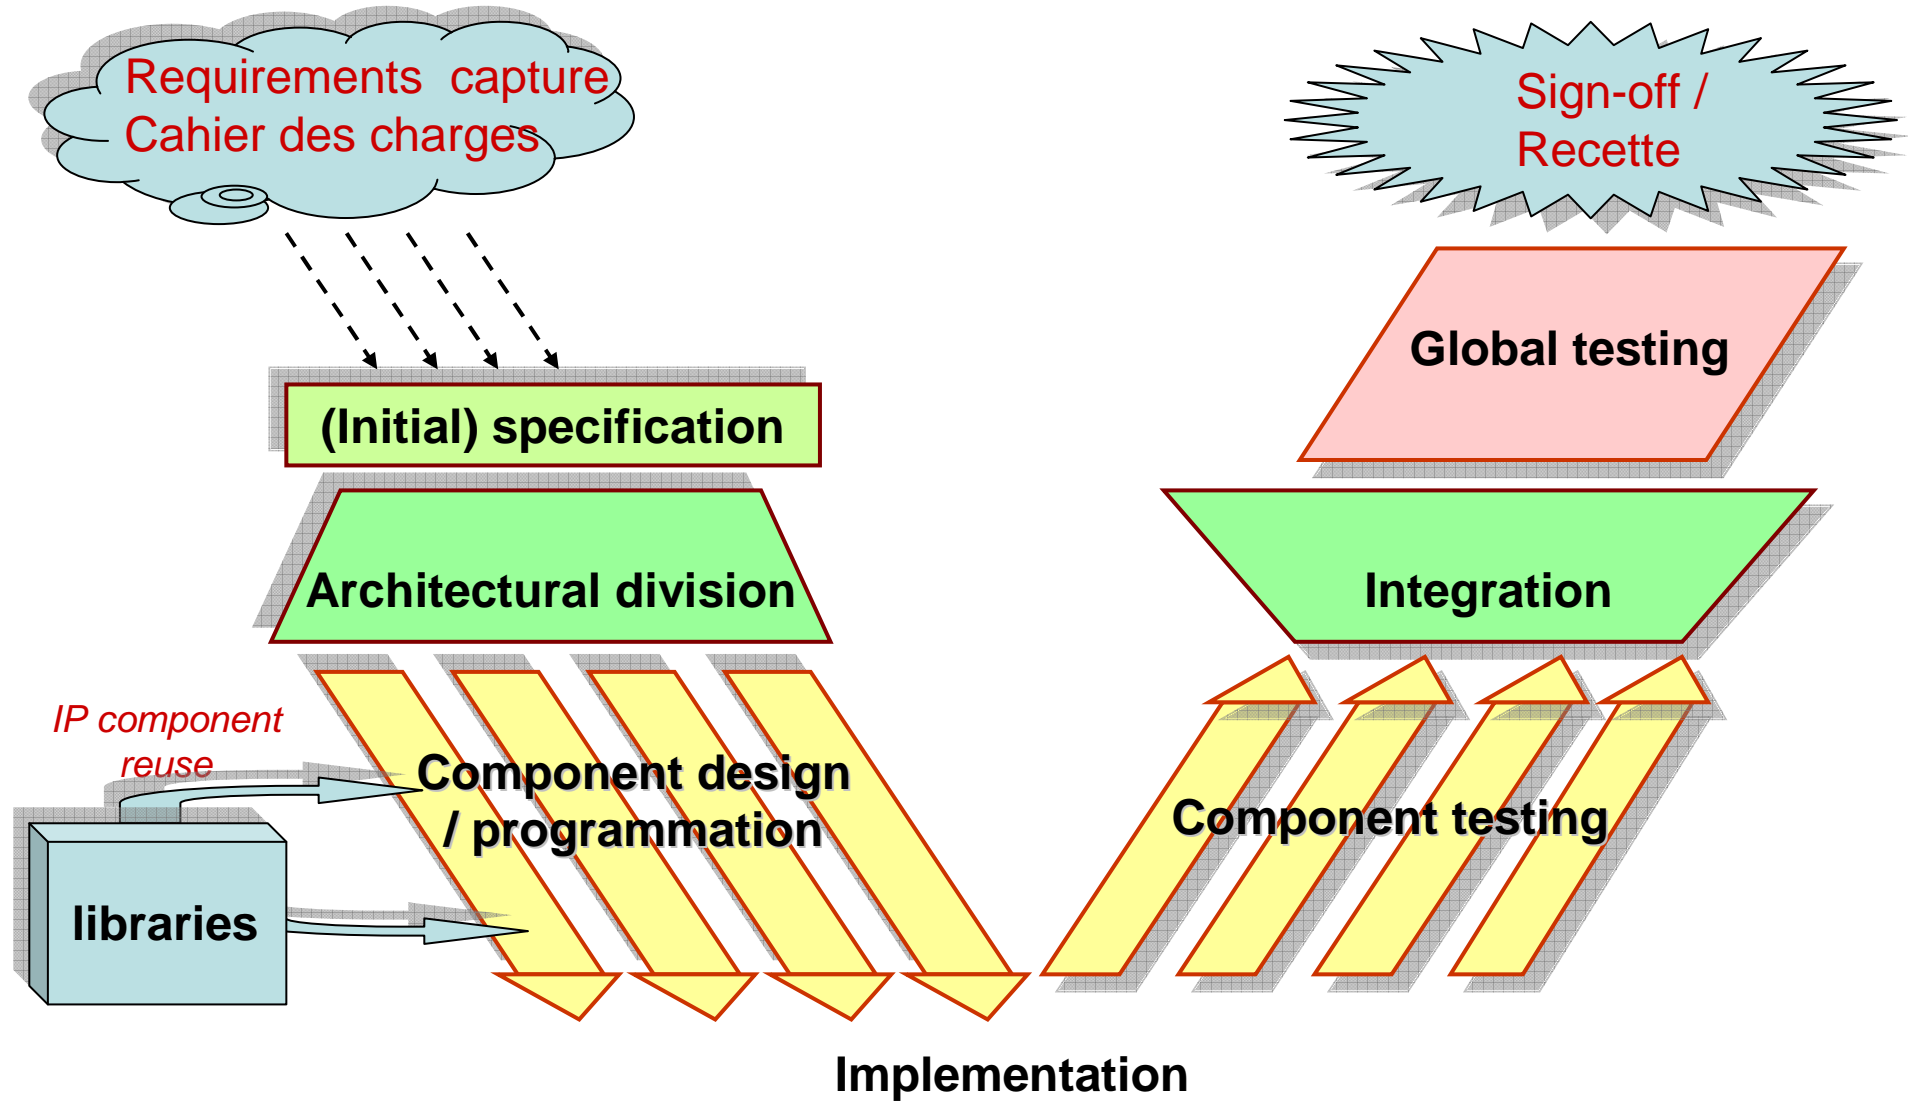 Requirements capture
Cahier des charges
Sign-off /
Recette
Global testing
(Initial) specification
Architectural division
Integration
IP component
reuse
Component design
/ programmation
Component testing
libraries
Implementation